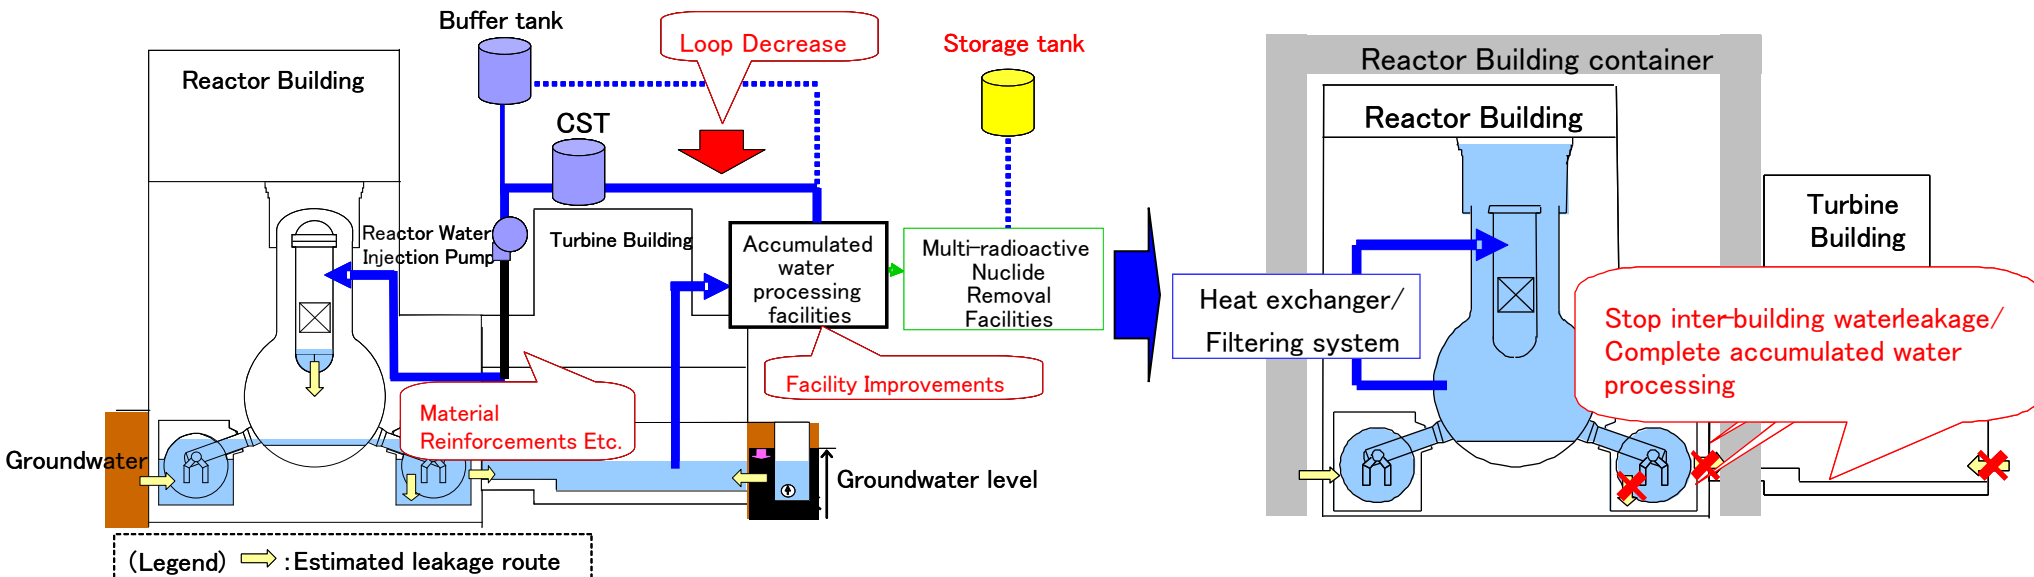 Buffer tank
Loop Decrease
Storage tank
Reactor Building
CST
Reactor Water
Injection Pump
Turbine Building
Accumulated
water
processing
facilities
Multi-radioactive
Nuclide
Removal
Facilities
Facility Improvements
Material
Reinforcements Etc.
Groundwater
Groundwater level
(Legend) :Estimated leakage route
Reactor Building container
Reactor Building
Turbine
Building
Heat exchanger/
Filtering system
Stop inter-building waterleakage/
Complete accumulated water
processing